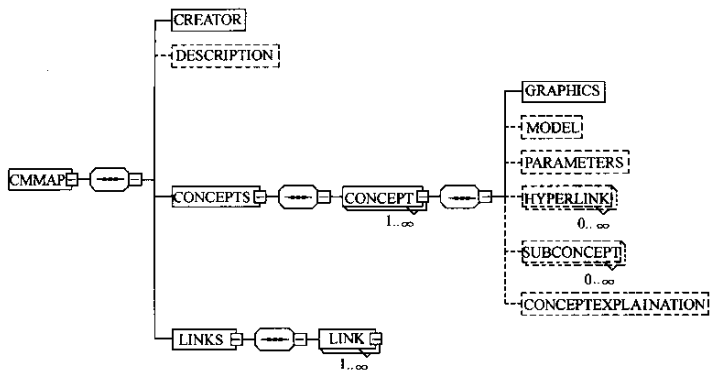 CREATOR
DESCRIPTION
GRAPHICS
MODEL
CMMAP
PARAMETERS
CONCEPTS
CONCEPT
1..∞
HYPERLINK
0..∞
SUBCONCEPT
0..∞
CONCEPTEXPLAINATION
LINKS
LINK
1..∞